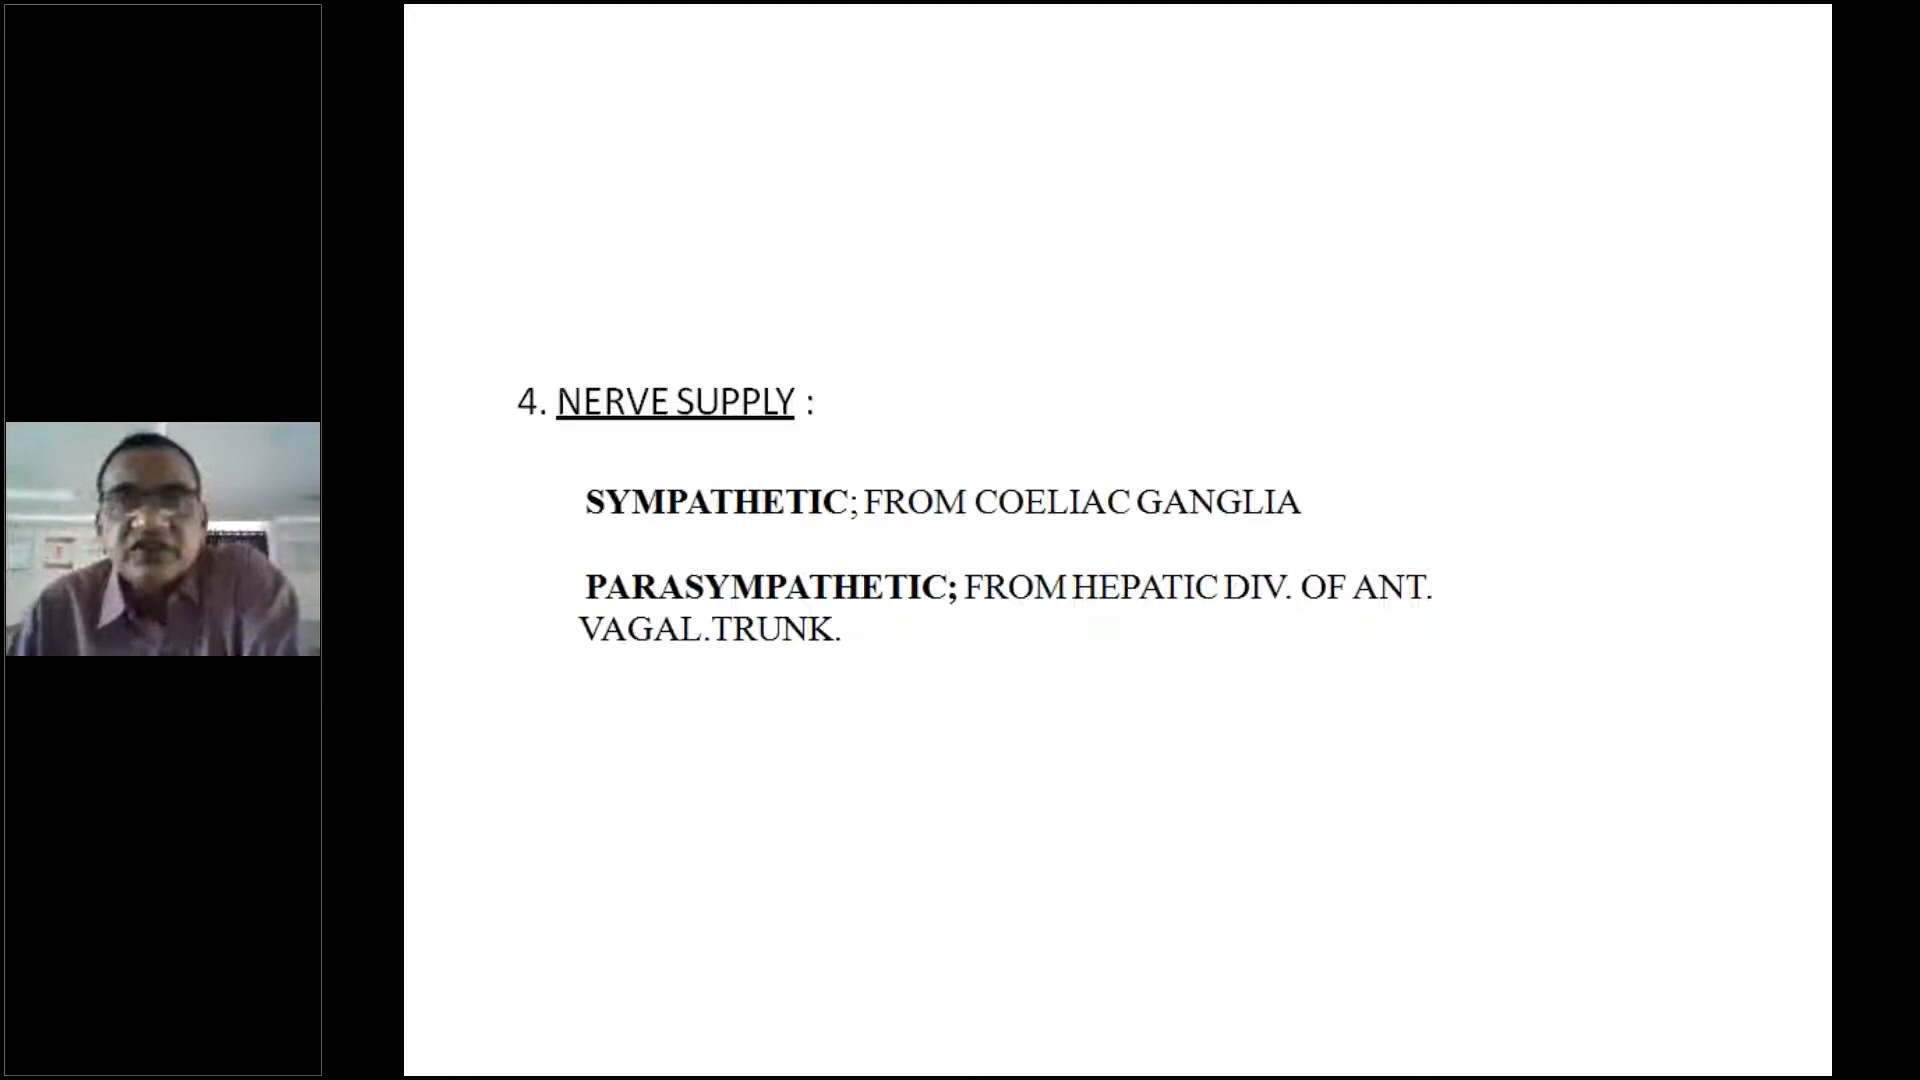 4. NERVE SUPPLY :
SYMPATHETIC; FROM COELIAC GANGLIA
PARASYMPATHETIC; FROM HEPATIC DIV. OF ANT.
VAGAL.TRUNK.